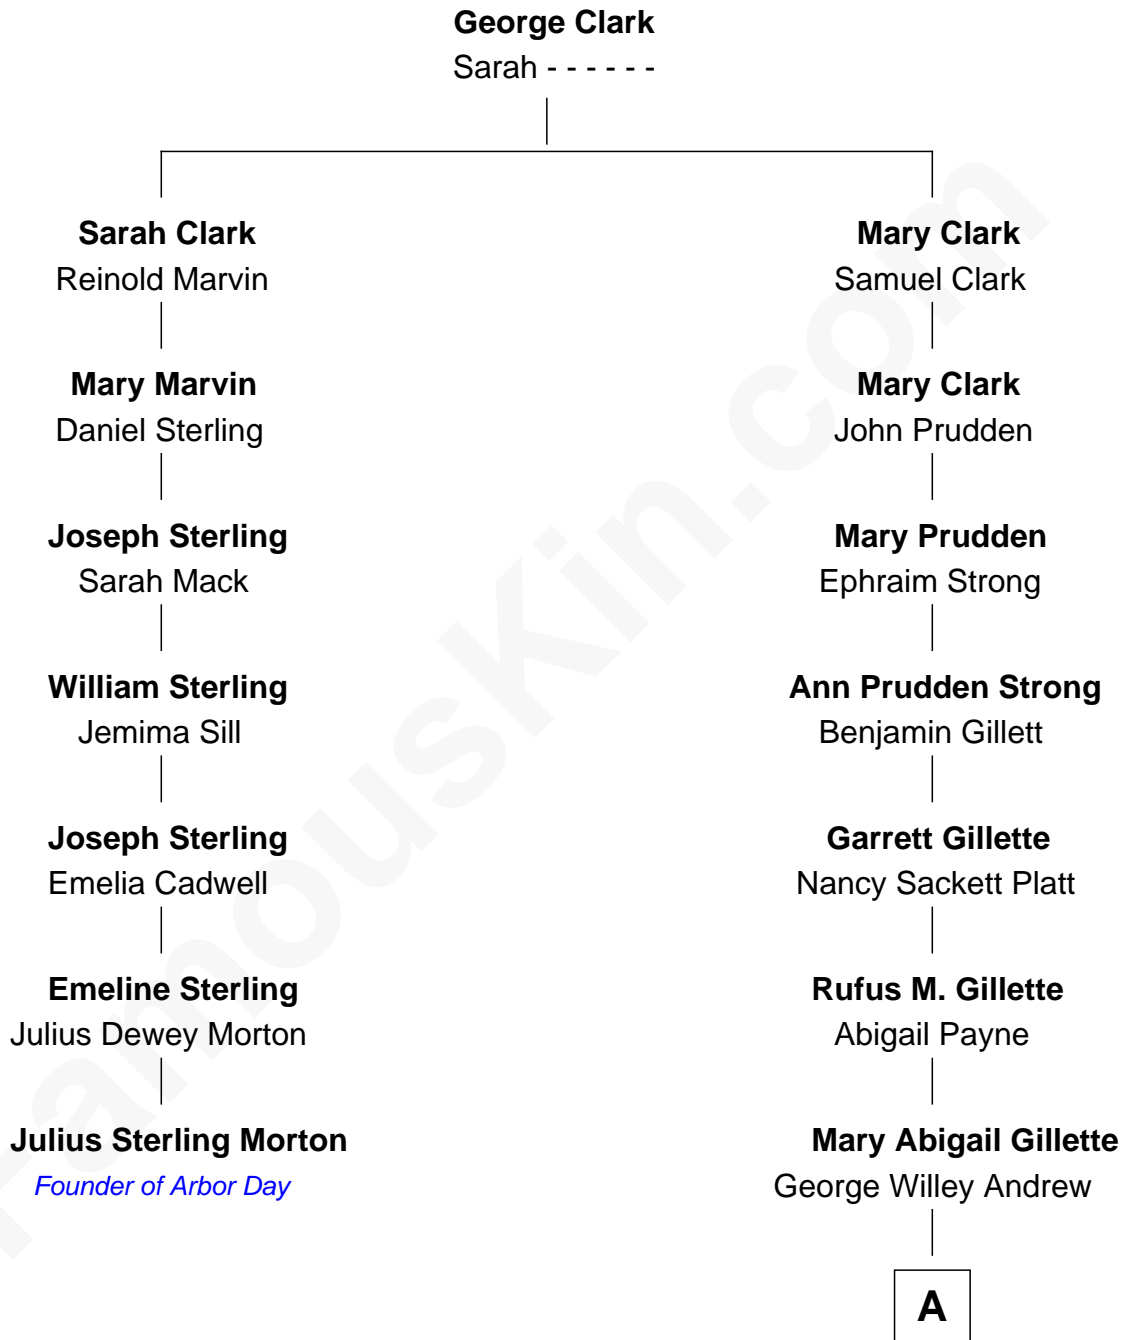 George Clark
Sarah - - - - - -
Sarah Clark
Reinold Marvin
Mary Clark
Samuel Clark
Mary Marvin
Daniel Sterling
Mary Clark
John Prudden
Joseph Sterling
Sarah Mack
Mary Prudden
Ephraim Strong
William Sterling
Jemima Sill
Ann Prudden Strong
Benjamin Gillett
Joseph Sterling
Emelia Cadwell
Garrett Gillette
Nancy Sackett Platt
Emeline Sterling
Julius Dewey Morton
Rufus M. Gillette
Abigail Payne
Julius Sterling Morton
Founder of Arbor Day
Mary Abigail Gillette
George Willey Andrew
A
FamousKin.com